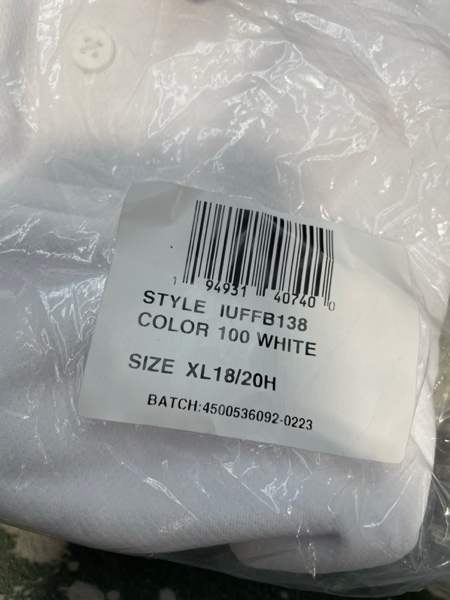 1 94931 40740 0
STYLE IUFFB138
COLOR 100 WHITE
SIZE XL18/20H
BATCH:4500536092-0223